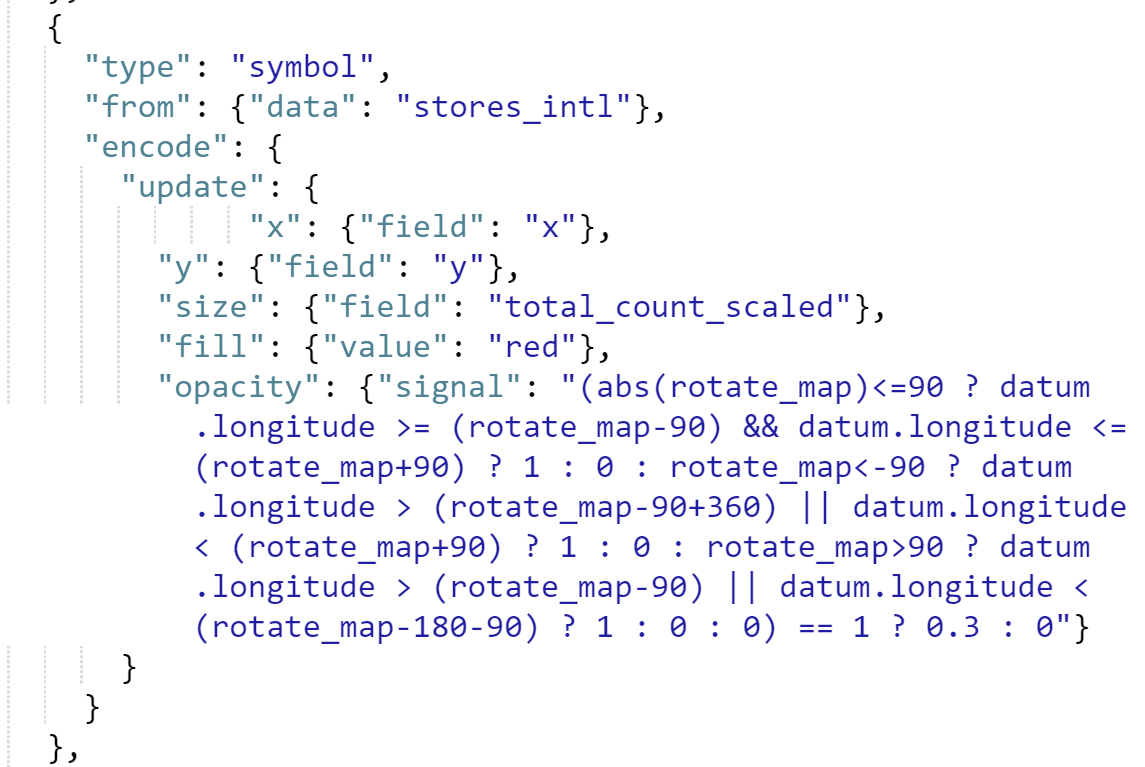 {
"type": "symbol",
"from": {"data": "stores_intl"},
"encode": {
"update": {
"x": {"field": "x"},
"y": {"field": "y"},
"size": {"field": "total_count_scaled"},
"fill": {"value": "red"},
"opacity": {"signal": "(abs(rotate_map)<=90 ? datum
.longitude >= (rotate_map-90) && datum.longitude <=
(rotate_map+90) ? 1 : 0 : rotate_map<-90 ? datum
.longitude > (rotate_map-90+360) || datum.longitude
< (rotate_map+90) ? 1 : 0 : rotate_map>90 ? datum
.longitude > (rotate_map-90) || datum.longitude <
(rotate_map-180-90) ? 1 : 0 : 0) == 1 ? 0.3 : 0"}
}
}
},